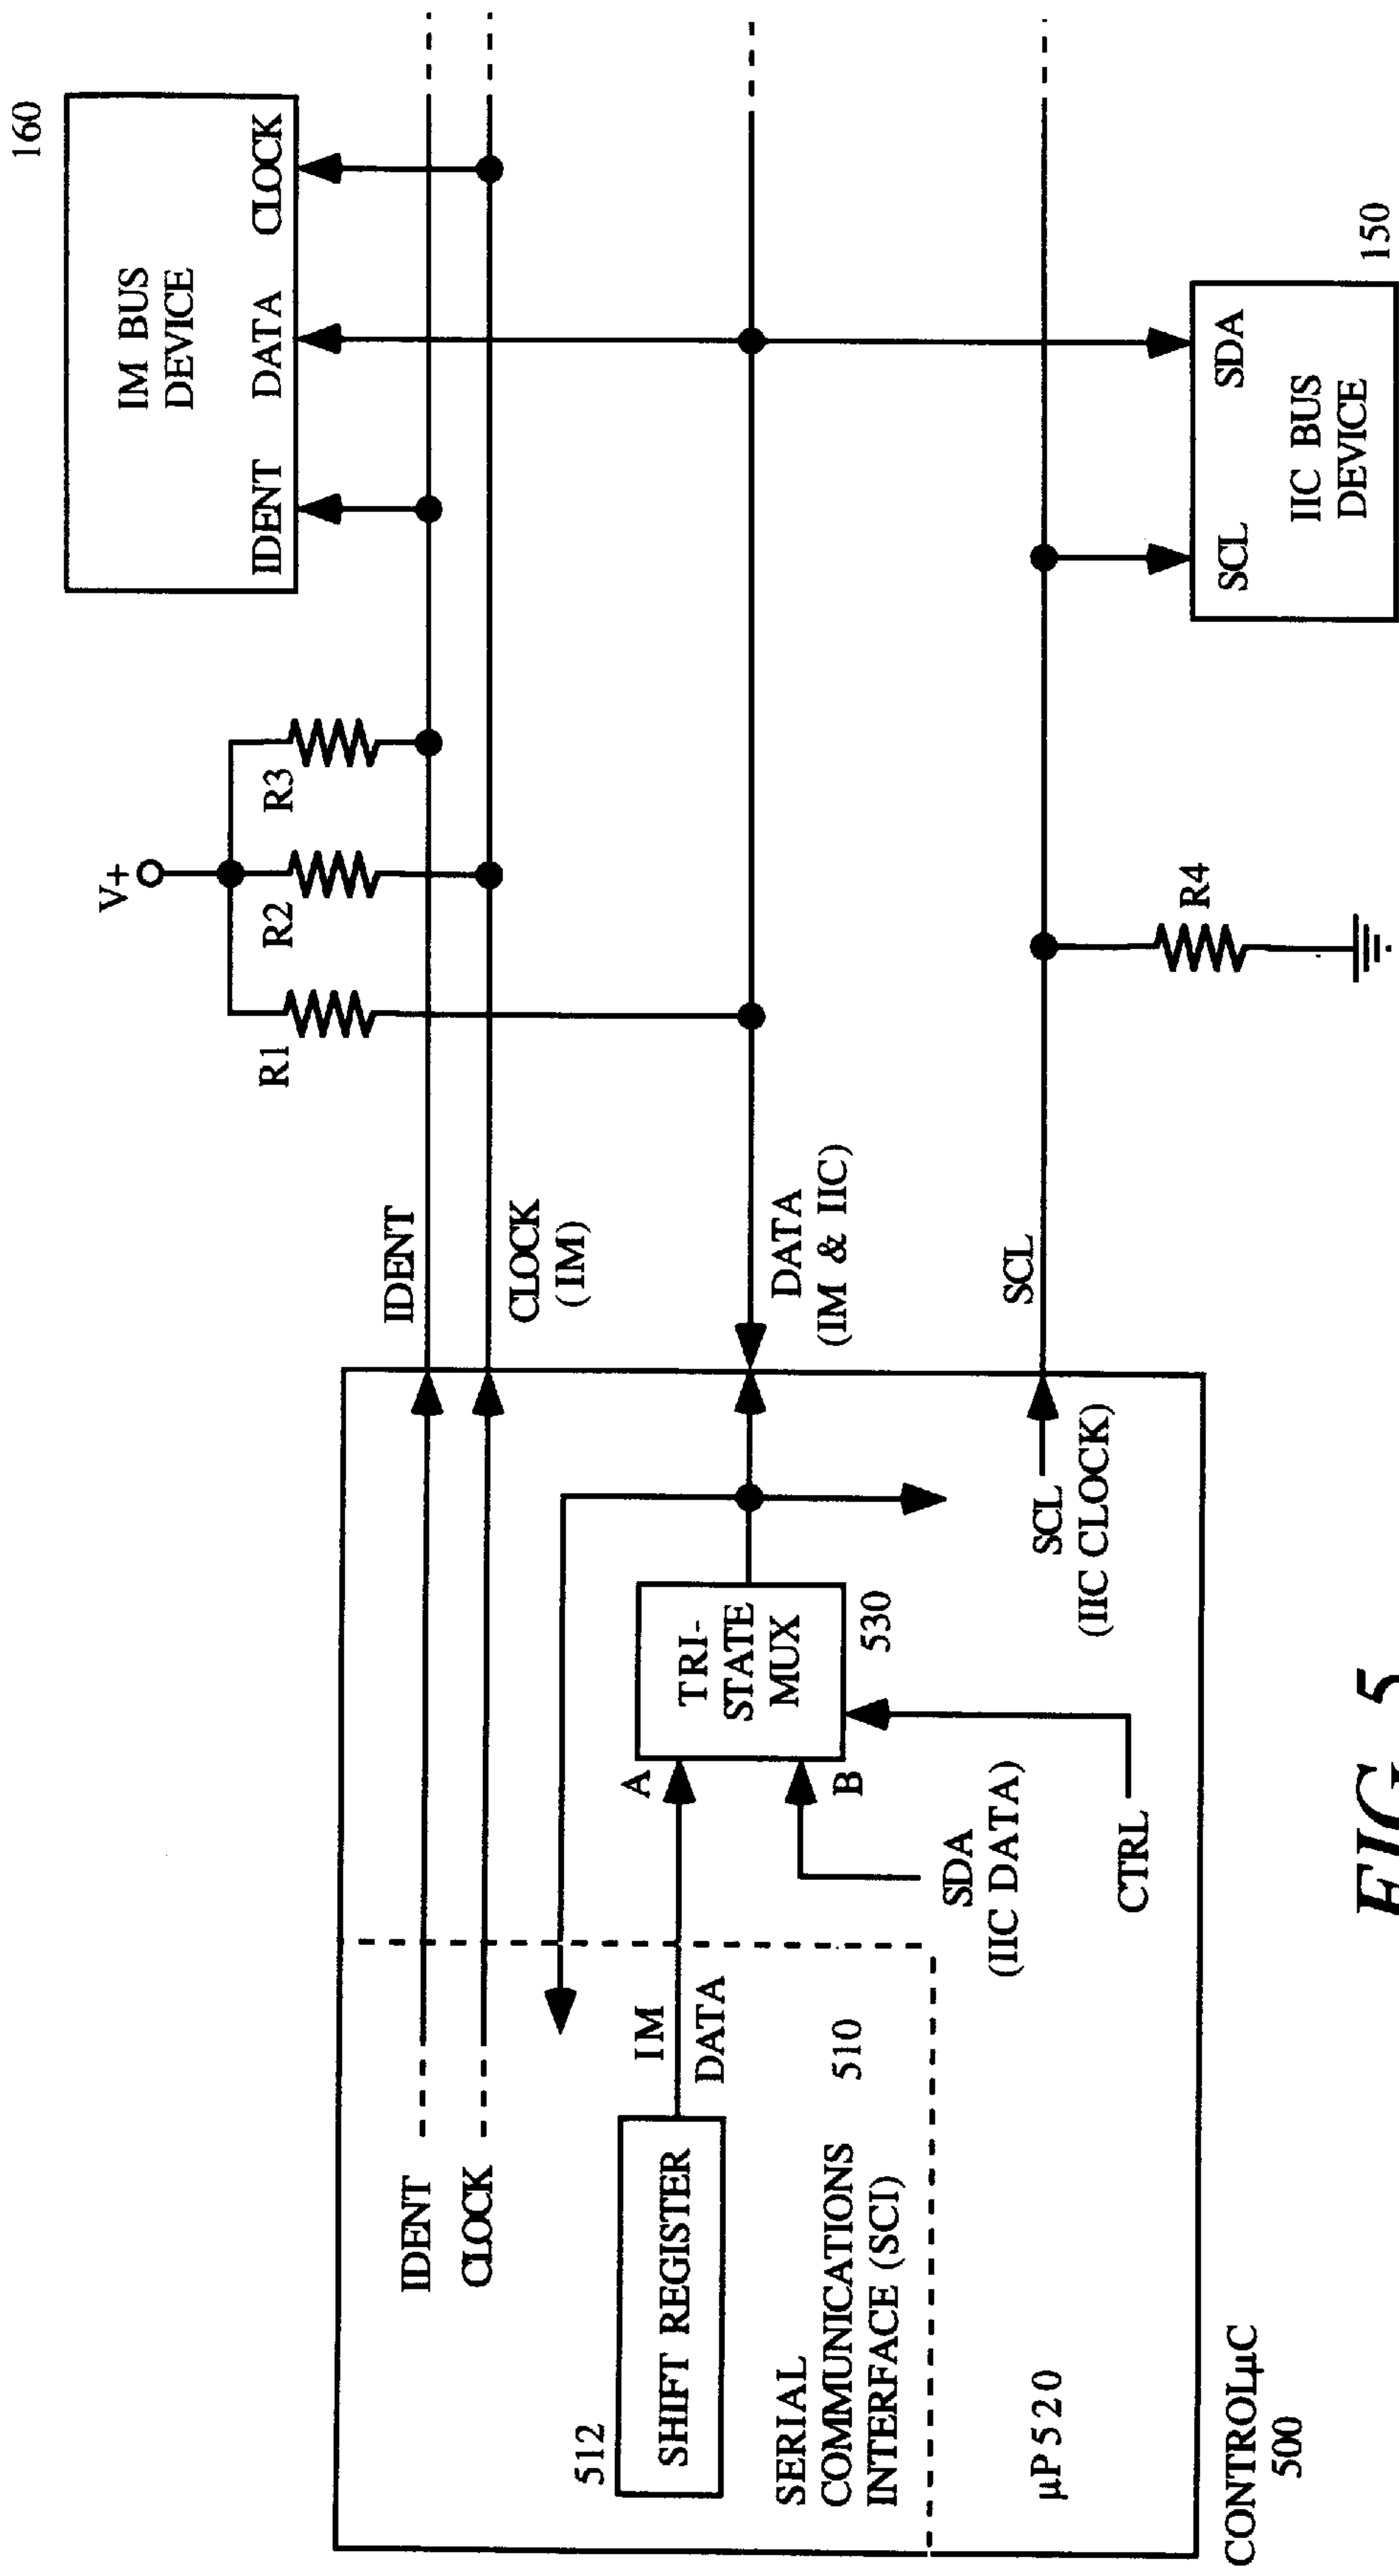 160
IM BUS
DEVICE
IDENT
DATA
CLOCK
V+
R1
R2
R3
IDENT
CLOCK
(IM)
DATA
(IM & IIC)
SCL
R4
SCL
SDA
IIC BUS
DEVICE
150
IDENT
CLOCK
512
SHIFT REGISTER
IM
DATA
A
B
TRI-
STATE
MUX
530
SERIAL
COMMUNICATIONS
INTERFACE (SCI)
510
SDA
(IIC DATA)
SCL
(IIC CLOCK)
CTRL
µP520
CONTROLµC
500
FIG 5